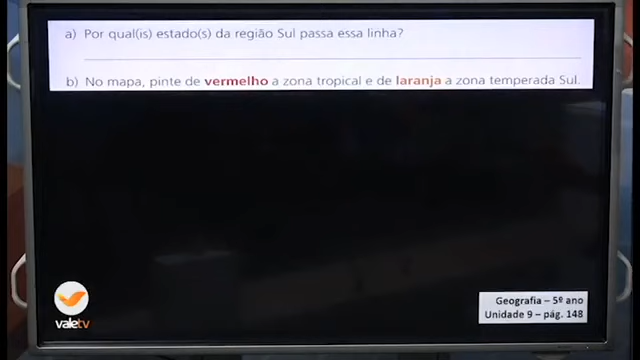 a) Por qual(is) estado(s) da região Sul passa essa linha?
b) No mapa, pinte de vermelho a zona tropical e de laranja a zona temperada Sul.
valetv
Geografia – 5º ano
Unidade 9 – pág. 148